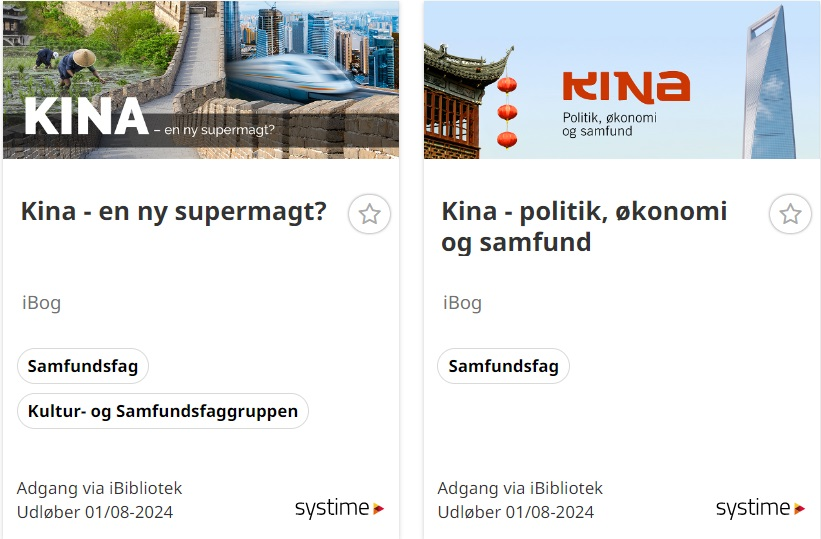 KINA – en ny supermagt?
Kina - en ny supermagt?
iBog
Samfundsfag
Kultur- og Samfundsfaggruppen
Adgang via iBibliotek
Udløber 01/08-2024
systime
KINA
Politik, økonomi
og samfund
Kina - politik, økonomi
og samfund
iBog
Samfundsfag
Adgang via iBibliotek
Udløber 01/08-2024
systime